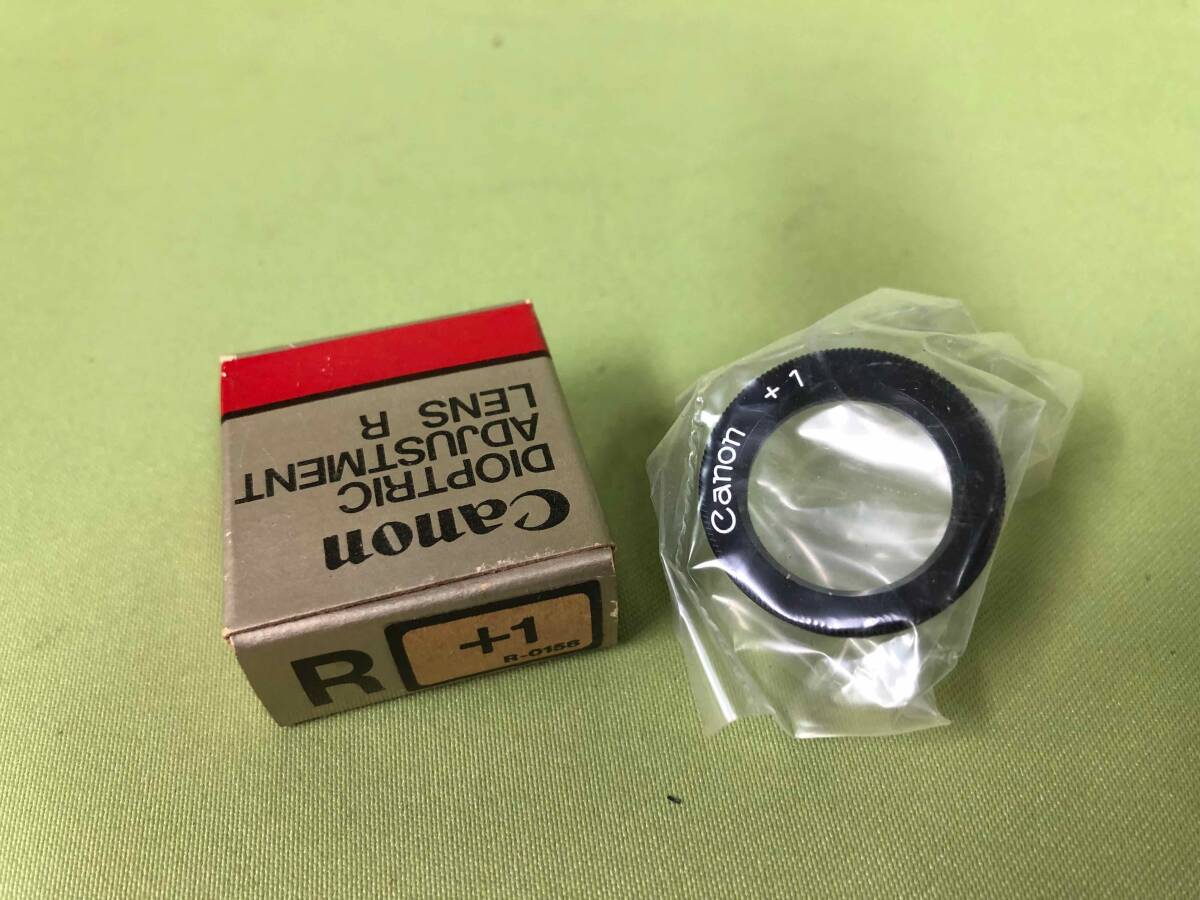 Canon
DIOPTRIC
ADJUSTMENT
LENS R
R
+1
R-0156
Canon +1